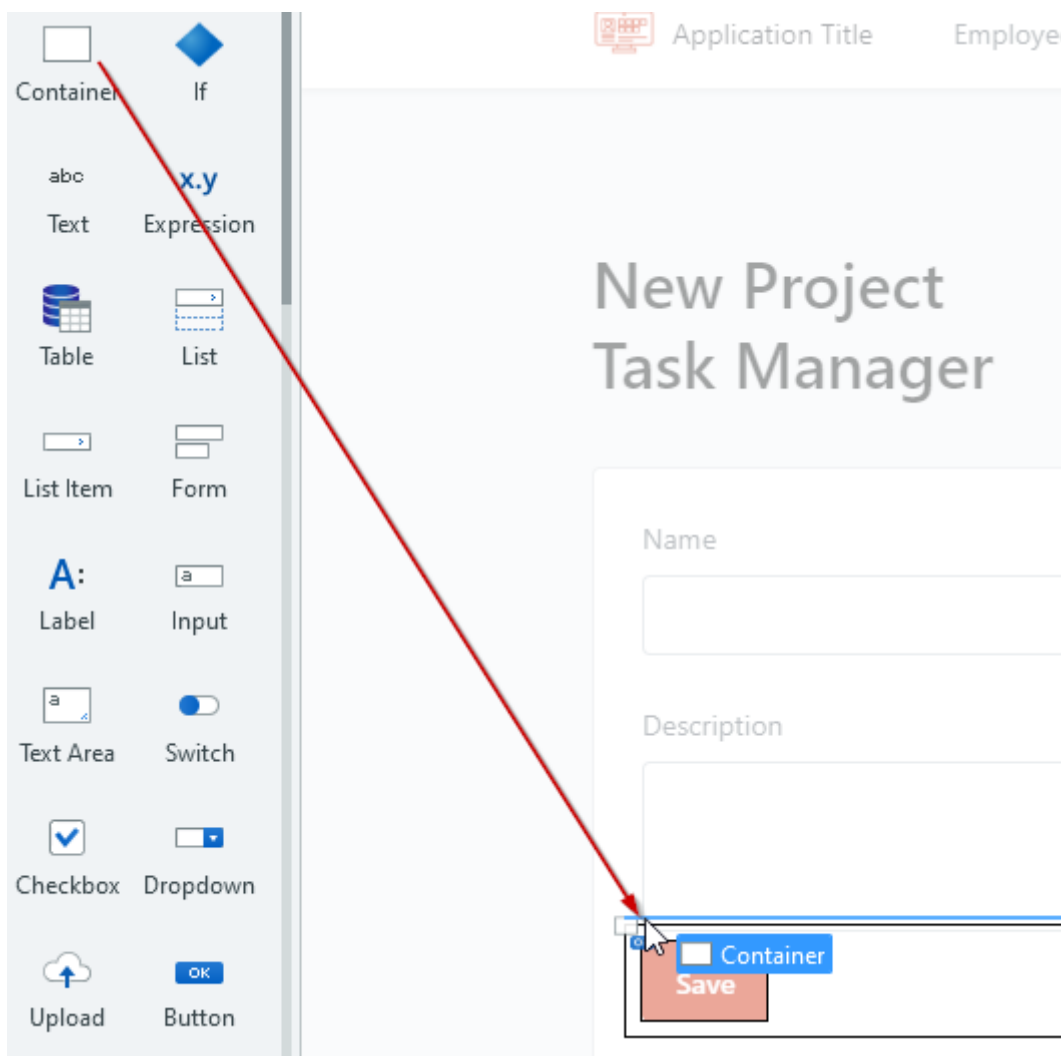 Container
If
abc
Text
x.y
Expression
Table
List
List Item
Form
A:
Label
a
Input
a
Text Area
Switch
Checkbox
Dropdown
Upload
OK
Button
Application Title
New Project
Task Manager
Name
Description
Container
Save